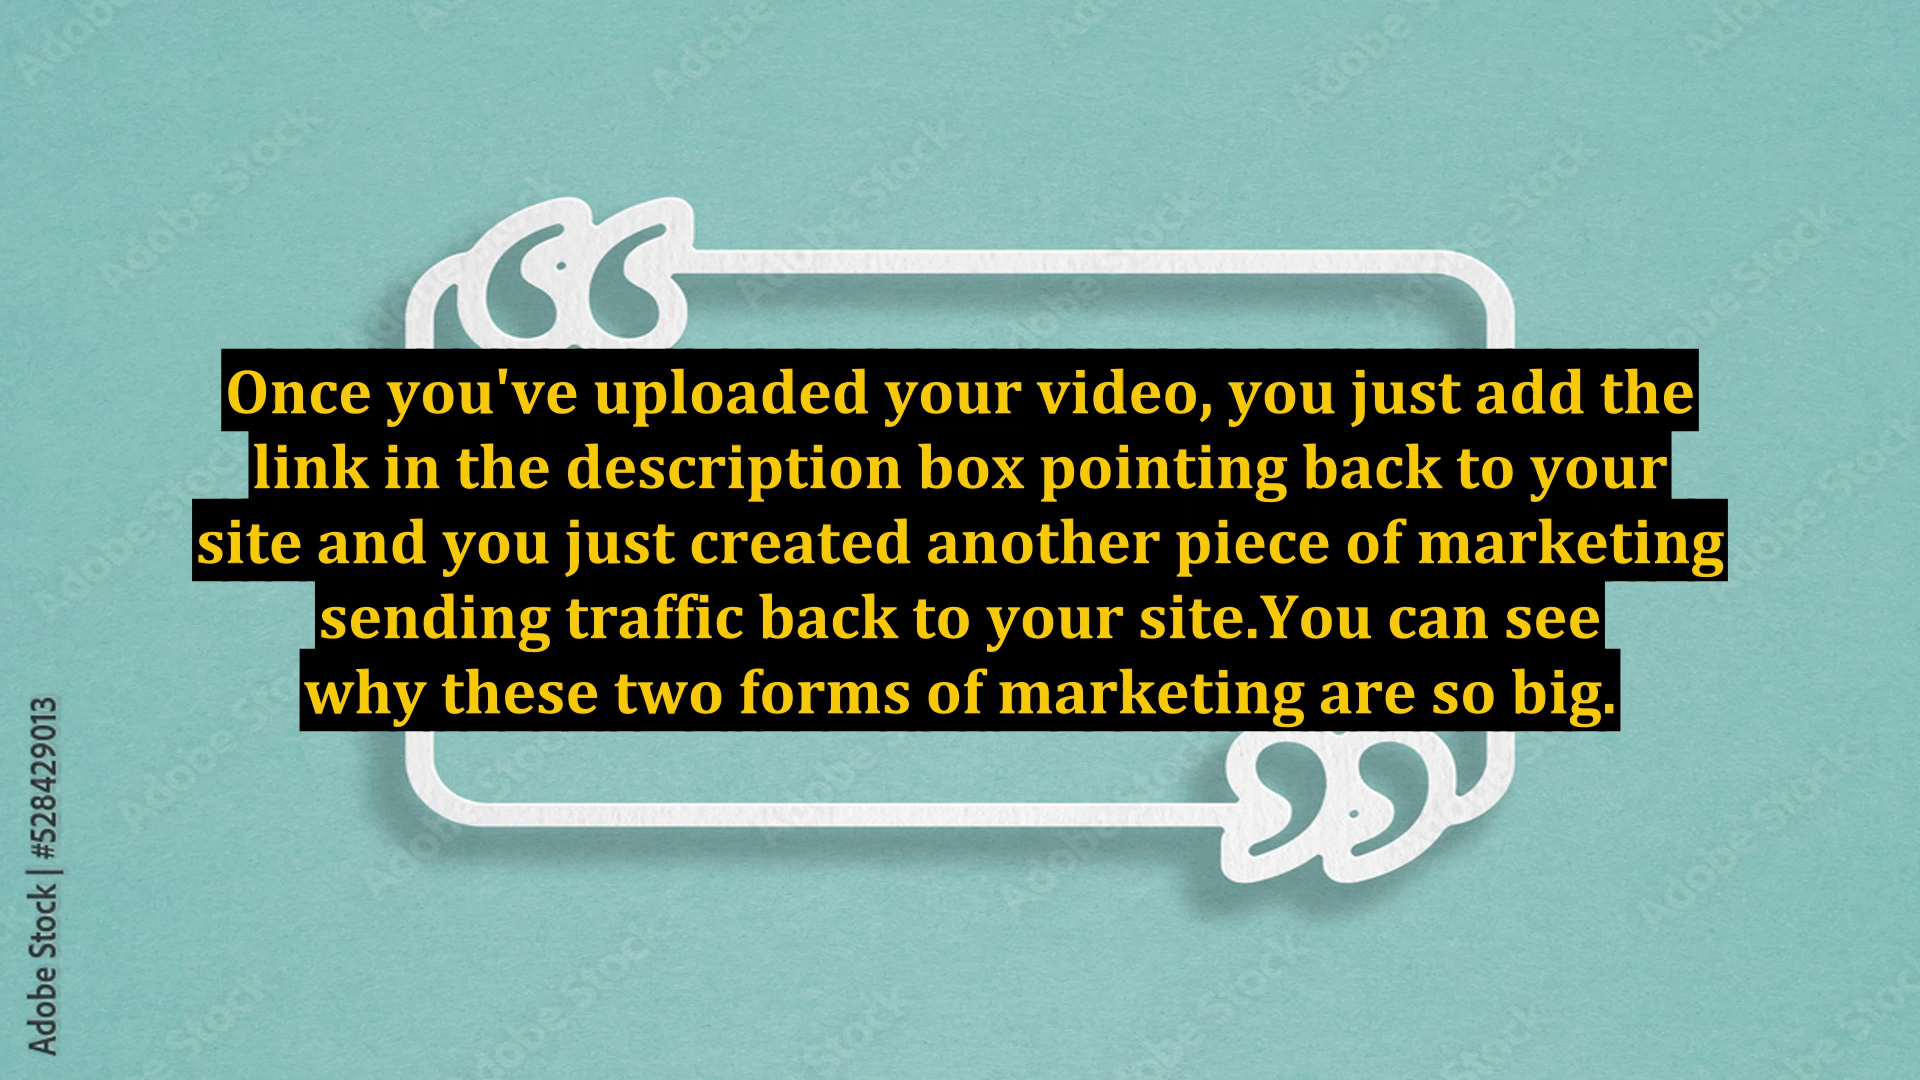 Once you've uploaded your video, you just add the
link in the description box pointing back to your
site and you just created another piece of marketing
sending traffic back to your site.You can see
why these two forms of marketing are so big.
Adobe Stock | #528429013